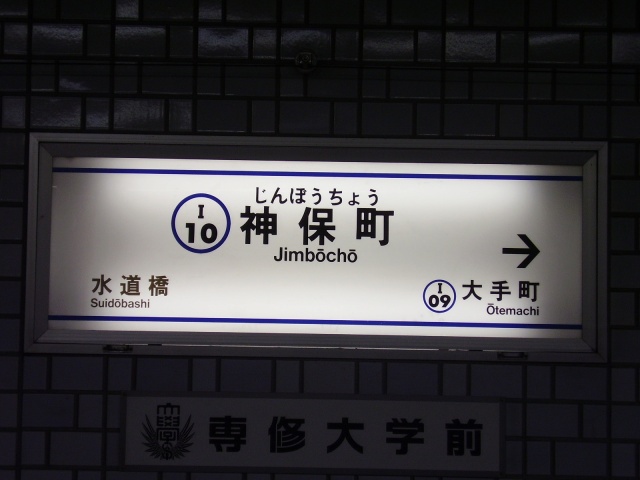 じんぼうちょう
I
10
神保町
Jimbōchō
水道橋
Suidōbashi
I
09
大手町
Ōtemachi
専修大学前